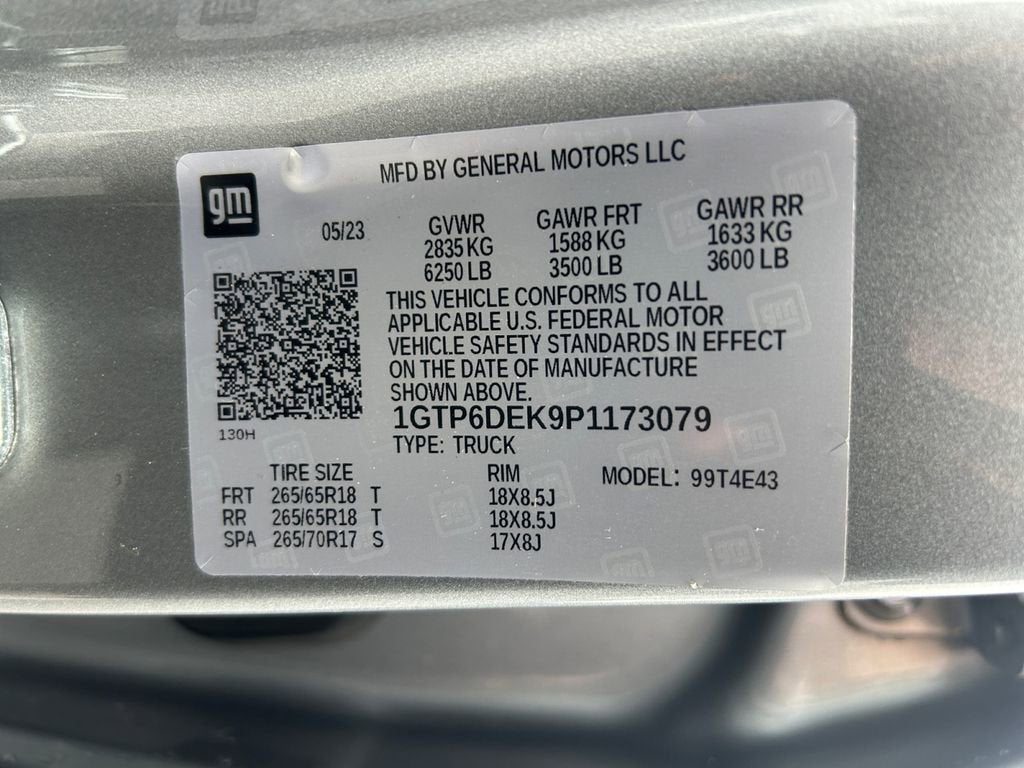 MFD BY GENERAL MOTORS LLC
gm
05/23
GVWR GAWR FRT GAWR RR
2835 KG 1588 KG 1633 KG
6250 LB 3500 LB 3600 LB
THIS VEHICLE CONFORMS TO ALL
APPLICABLE U.S. FEDERAL MOTOR
VEHICLE SAFETY STANDARDS IN EFFECT
ON THE DATE OF MANUFACTURE
SHOWN ABOVE.
1GTP6DEK9P1173079
130H
TYPE: TRUCK
TIRE SIZE RIM MODEL: 99T4E43
FRT 265/65R18 T 18X8.5J
RR 265/65R18 T 18X8.5J
SPA 265/70R17 S 17X8J